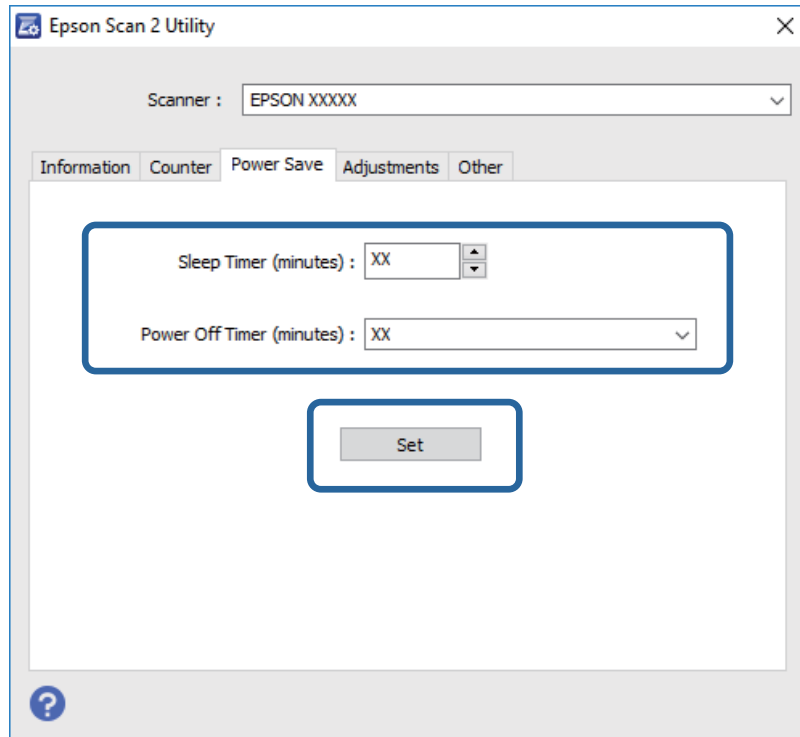 Epson Scan 2 Utility
Scanner : EPSON XXXXX
Information Counter Power Save Adjustments Other
Sleep Timer (minutes) : XX
Power Off Timer (minutes) : XX
Set
?